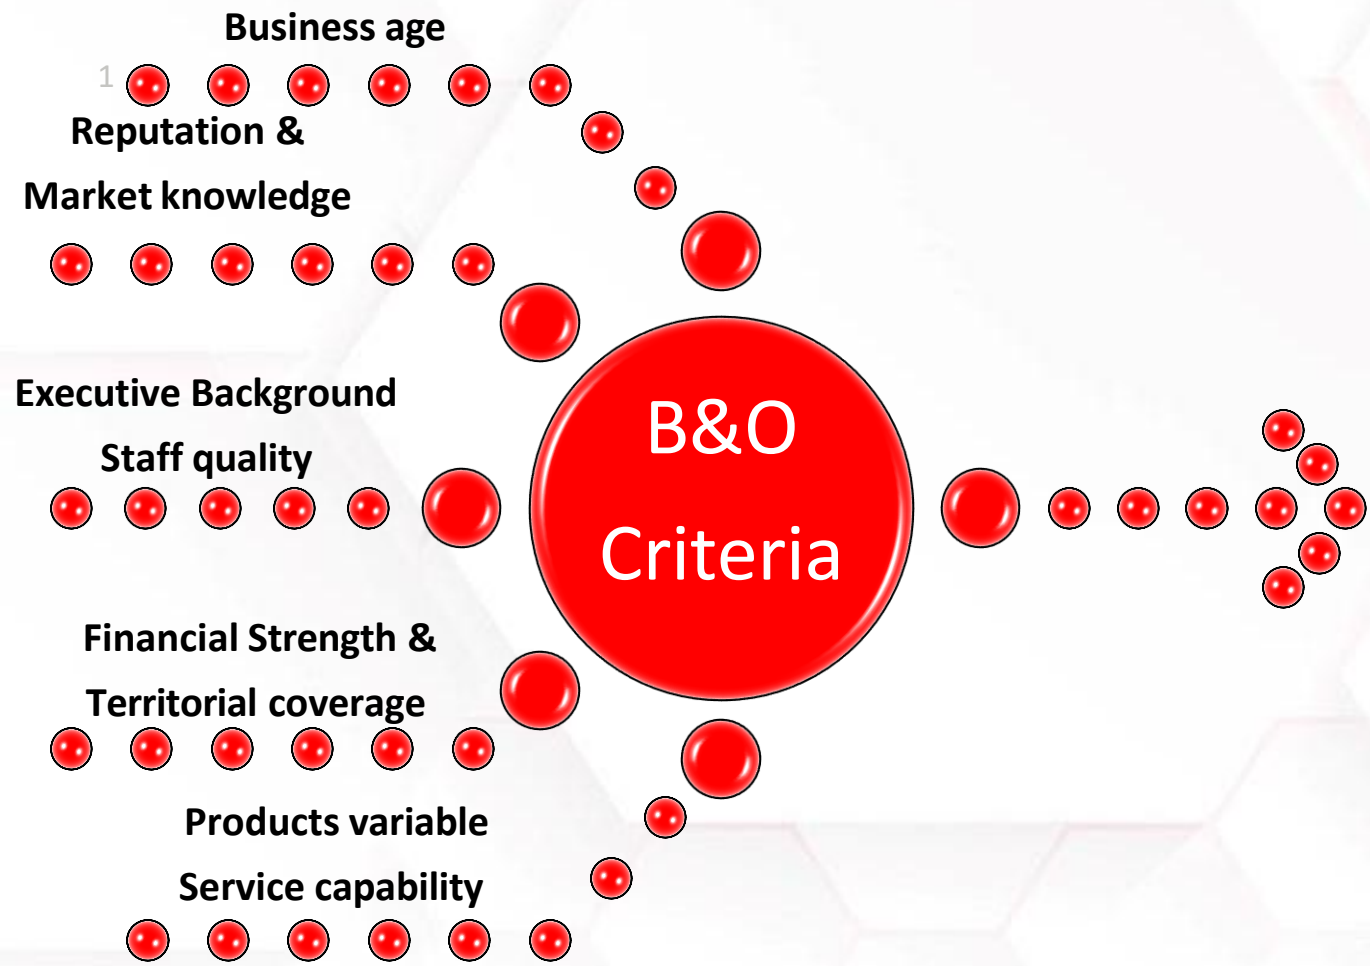 Business age
1
Reputation &
Market knowledge
Executive Background
Staff quality
B&O
Criteria
Financial Strength &
Territorial coverage
Products variable
Service capability